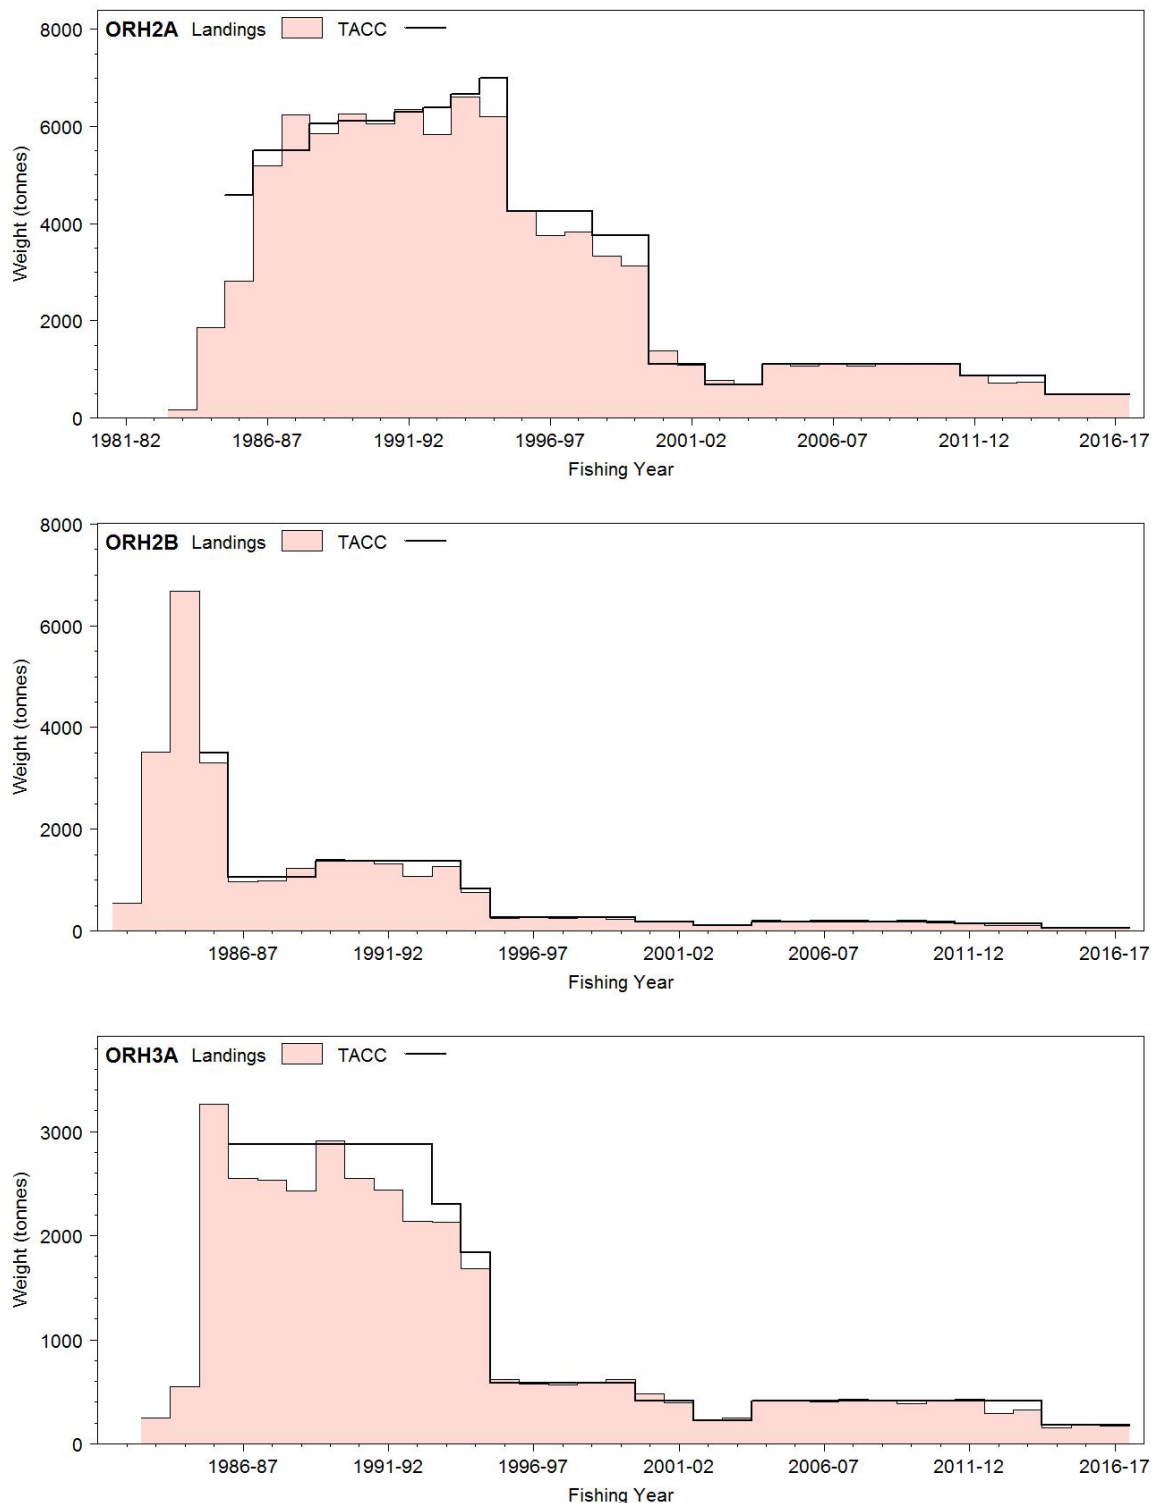 ORH2A Landings TACC
8000
6000
4000
2000
0
Weight (tonnes)
1981-82 1986-87 1991-92 1996-97 2001-02 2006-07 2011-12 2016-17
Fishing Year
ORH2B Landings TACC
8000
6000
4000
2000
0
Weight (tonnes)
1986-87 1991-92 1996-97 2001-02 2006-07 2011-12 2016-17
Fishing Year
ORH3A Landings TACC
3000
2000
1000
0
Weight (tonnes)
1986-87 1991-92 1996-97 2001-02 2006-07 2011-12 2016-17
Fishing Year